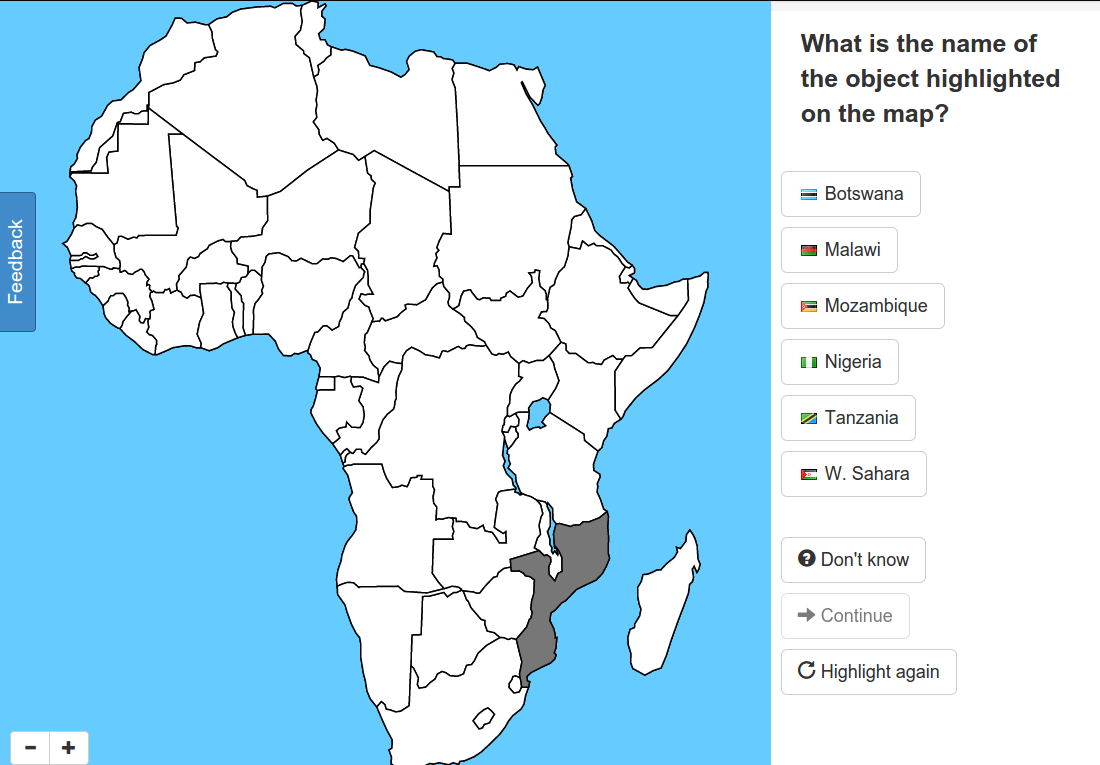 What is the name of
the object highlighted
on the map?
Botswana
Malawi
Mozambique
Nigeria
Tanzania
W. Sahara
Don't know
Continue
Highlight again
Feedback
− +